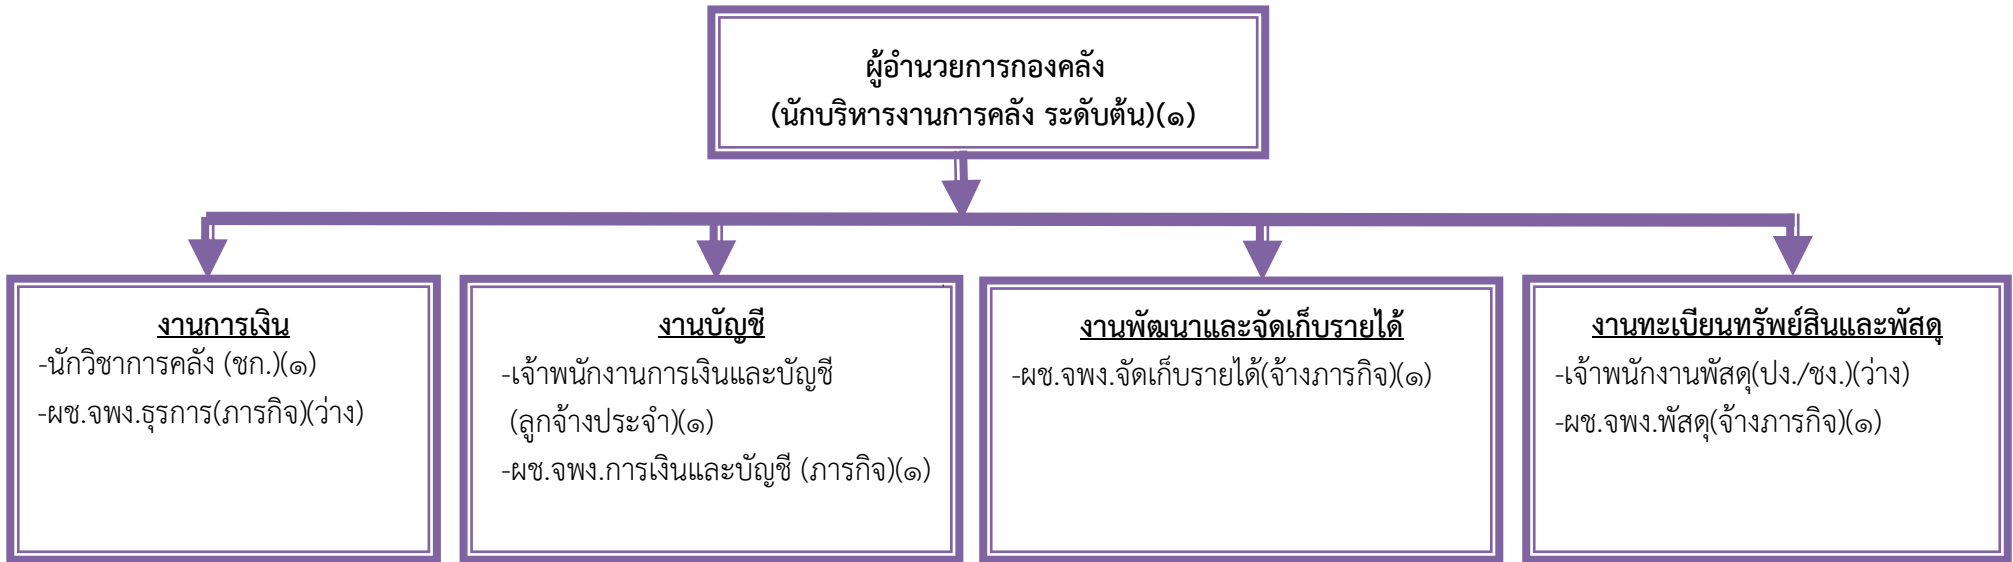 ผู้อำนวยการกองคลัง
(นักบริหารงานการคลัง ระดับต้น)(๑)
งานการเงิน
-นักวิชาการคลัง (ชก.)(๑)
-ผช.จพง.ธุรการ(ภารกิจ)(ว่าง)
งานบัญชี
-เจ้าพนักงานการเงินและบัญชี
(ลูกจ้างประจำ)(๑)
-ผช.จพง.การเงินและบัญชี (ภารกิจ)(๑)
งานพัฒนาและจัดเก็บรายได้
-ผช.จพง.จัดเก็บรายได้(จ้างภารกิจ)(๑)
งานทะเบียนทรัพย์สินและพัสดุ
-เจ้าพนักงานพัสดุ(ปง./ชง.)(ว่าง)
-ผช.จพง.พัสดุ(จ้างภารกิจ)(๑)